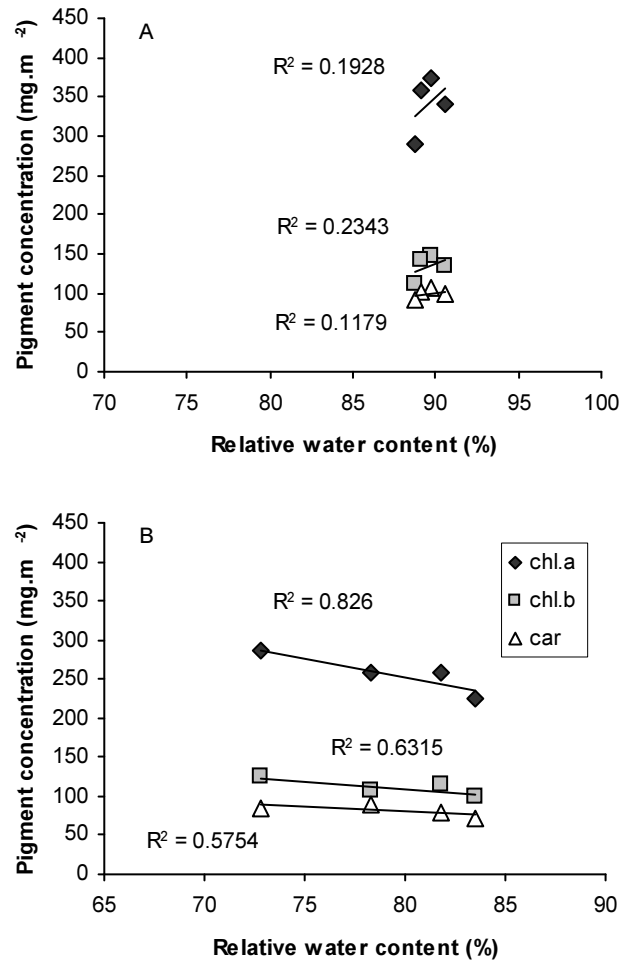 A
Pigment concentration (mg.m -2)
450
400
350
300
250
200
150
100
50
0
R2 = 0.1928
R2 = 0.2343
R2 = 0.1179
70 75 80 85 90 95 100
Relative water content (%)
B
Pigment concentration (mg.m -2)
450
400
350
300
250
200
150
100
50
0
chl.a
chl.b
car
R2 = 0.826
R2 = 0.6315
R2 = 0.5754
65 70 75 80 85 90
Relative water content (%)